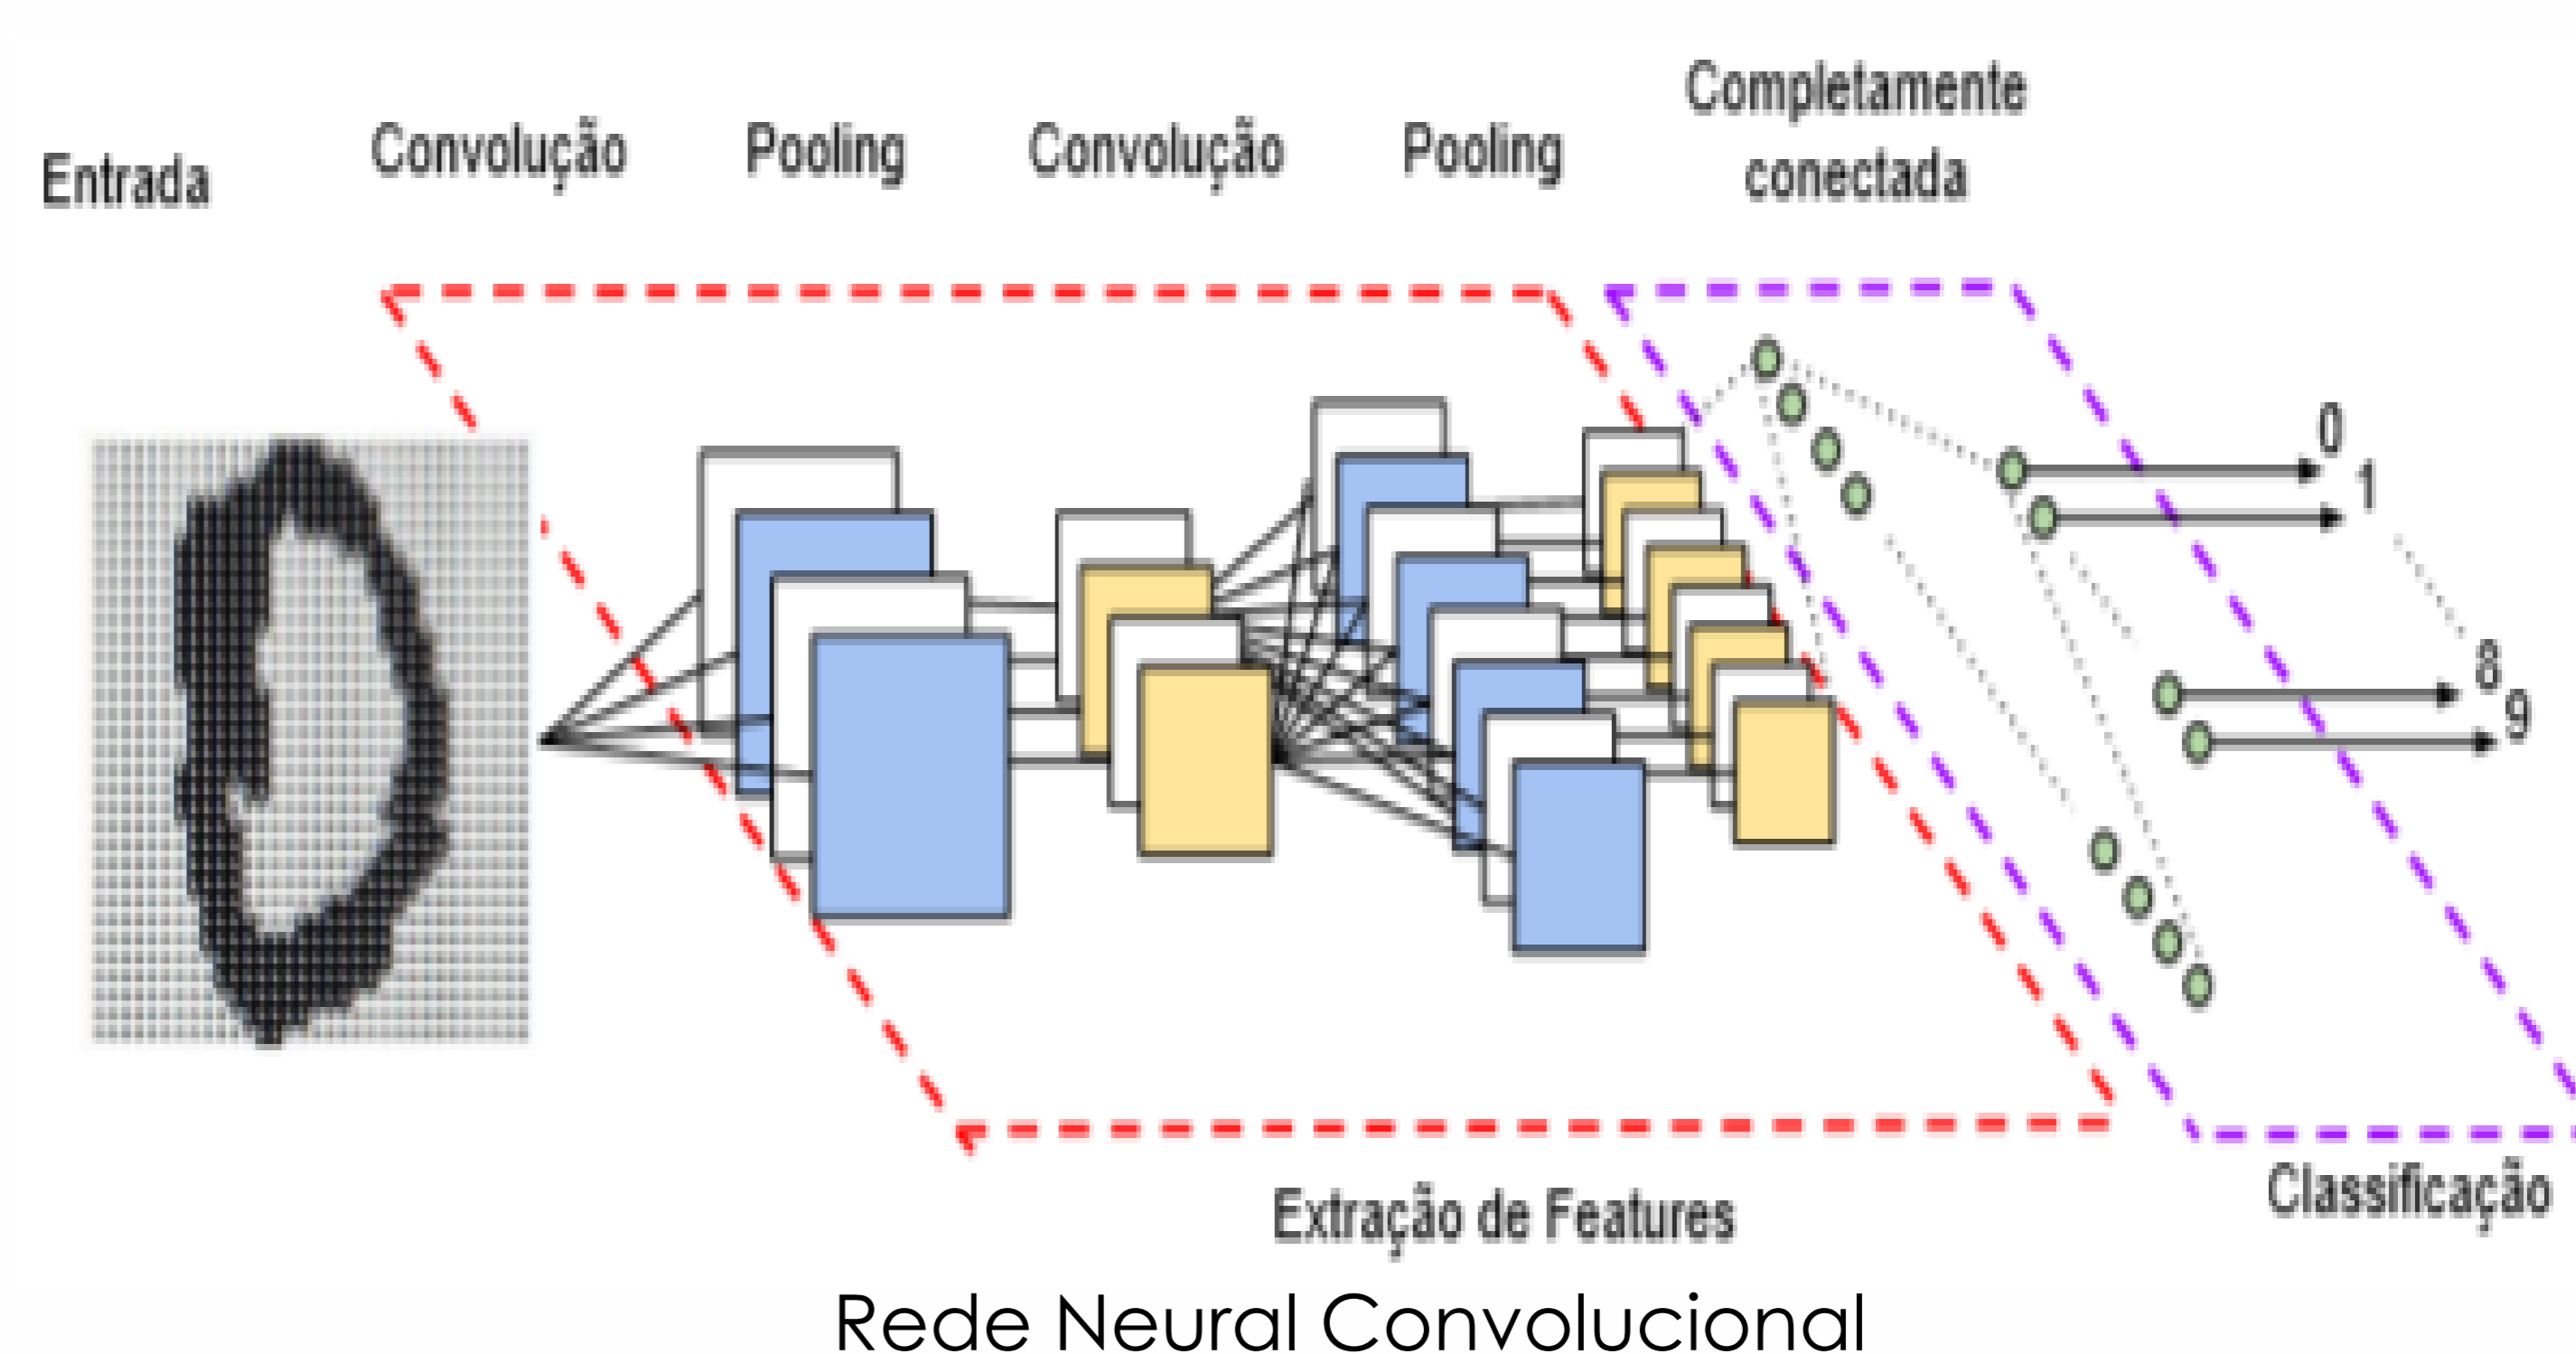 Entrada
Convolução
Pooling
Convolução
Pooling
Completamente
conectada
0
1
8
9
Extração de Features
Classificação
Rede Neural Convolucional